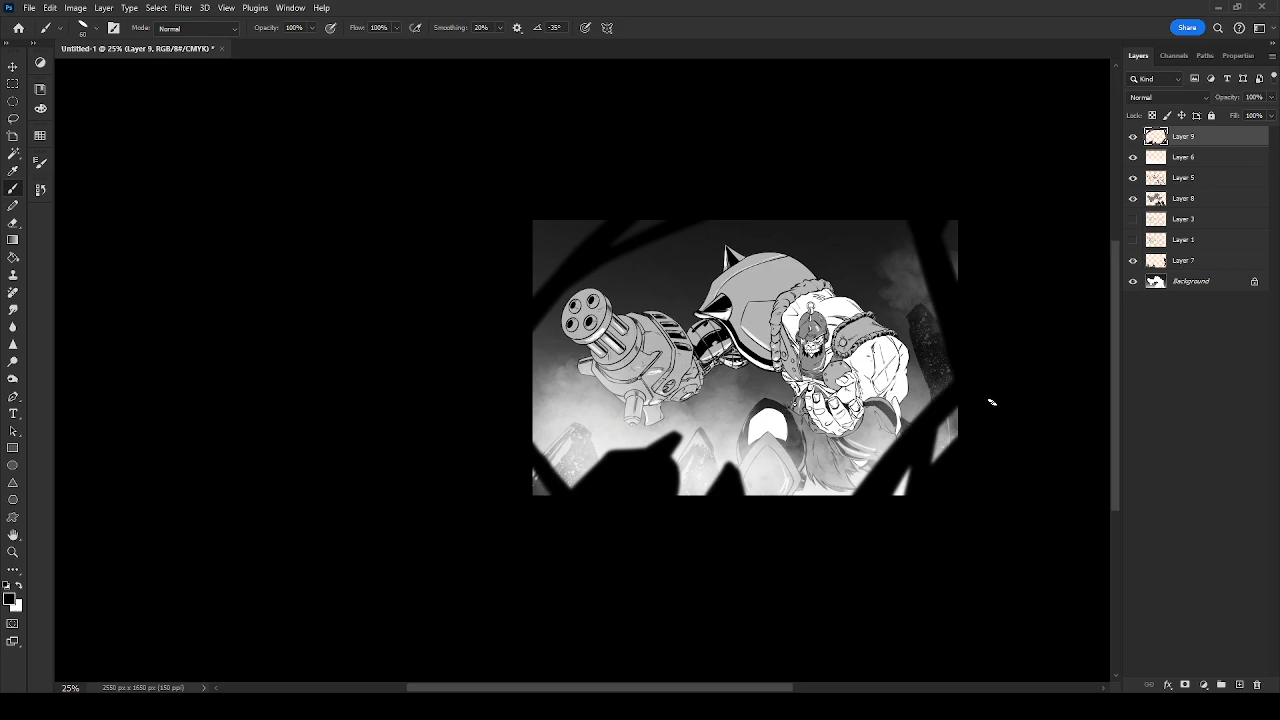 Ps File Edit Image Layer Type Select Filter 3D View Plugins Window Help
60 Mode: Normal Opacity: 100% Flow: 100% Smoothing: 20% -35° Share
Untitled-1 @ 25% (Layer 9, RGB/8#/CMYK) *
Layers Channels Paths Properties
Kind
Normal Opacity: 100%
Lock: Fill: 100%
Layer 9
Layer 6
Layer 5
Layer 8
Layer 3
Layer 1
Layer 7
Background
25% 2550 px x 1650 px (150 ppi)